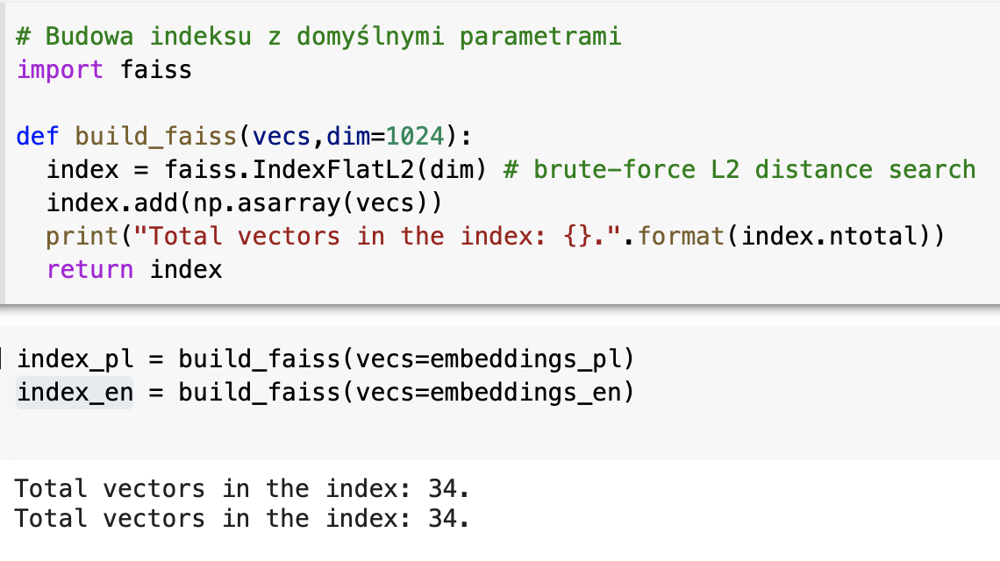 # Budowa indeksu z domyślnymi parametrami
import faiss
def build_faiss(vecs,dim=1024):
  index = faiss.IndexFlatL2(dim) # brute-force L2 distance search
  index.add(np.asarray(vecs))
  print("Total vectors in the index: {}.".format(index.ntotal))
  return index
index_pl = build_faiss(vecs=embeddings_pl)
index_en = build_faiss(vecs=embeddings_en)
Total vectors in the index: 34.
Total vectors in the index: 34.